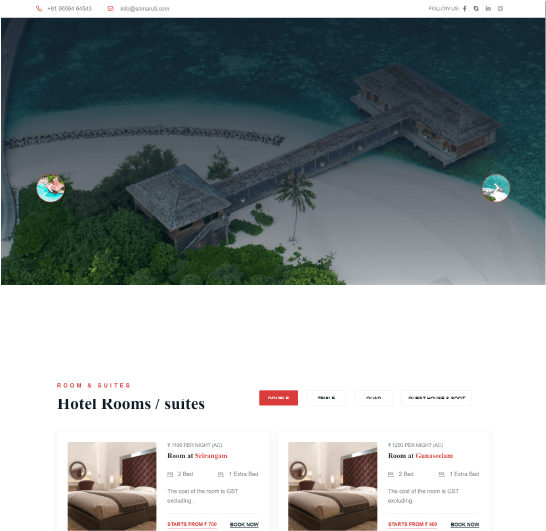 +91 98594 64543 info@srimaruti.com FOLLOW US:
ROOM & SUITES
Hotel Rooms / suites
DOUBLE TRIPLE QUAD GUEST HOUSE & 5COT
₹ 1100 PER NIGHT (AC)
Room at Srirangam
2 Bed 1 Extra Bed
The cost of the room is GST
excluding.
STARTS FROM ₹ 700 BOOK NOW
₹ 1200 PER NIGHT (AC)
Room at Gunaseelam
2 Bed 1 Extra Bed
The cost of the room is GST
excluding.
STARTS FROM ₹ 900 BOOK NOW